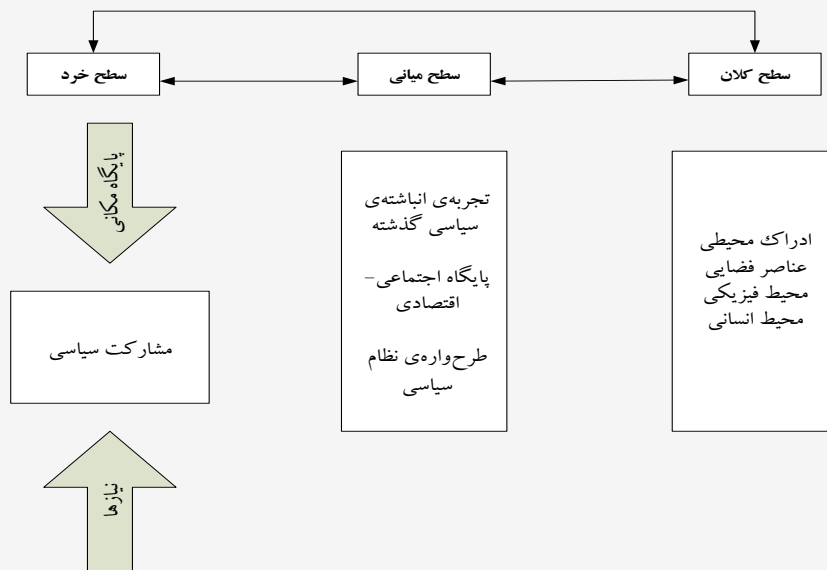 سطح کلان
سطح میانی
سطح خرد
ادراک محیطی
عناصر فضایی
محیط فیزیکی
محیط انسانی
تجربه‌ی انباشته‌ی
سیاسی گذشته
پایگاه اجتماعی–
اقتصادی
طرح‌واره‌ی نظام
سیاسی
پایگاه مکانی
مشارکت سیاسی
نیازها